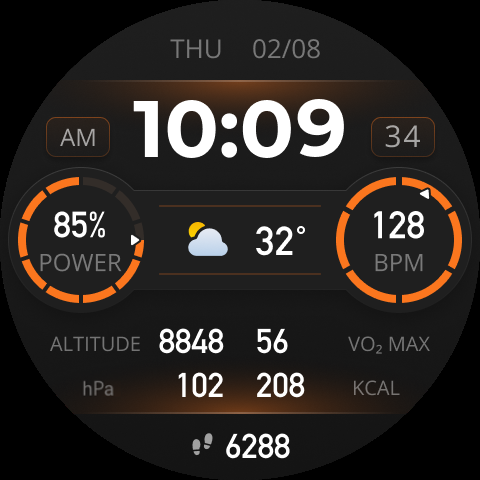 THU 02/08
AM 10:09 34
85% POWER
32°
128 BPM
ALTITUDE 8848 56 VO₂ MAX
hPa 102 208 KCAL
6288